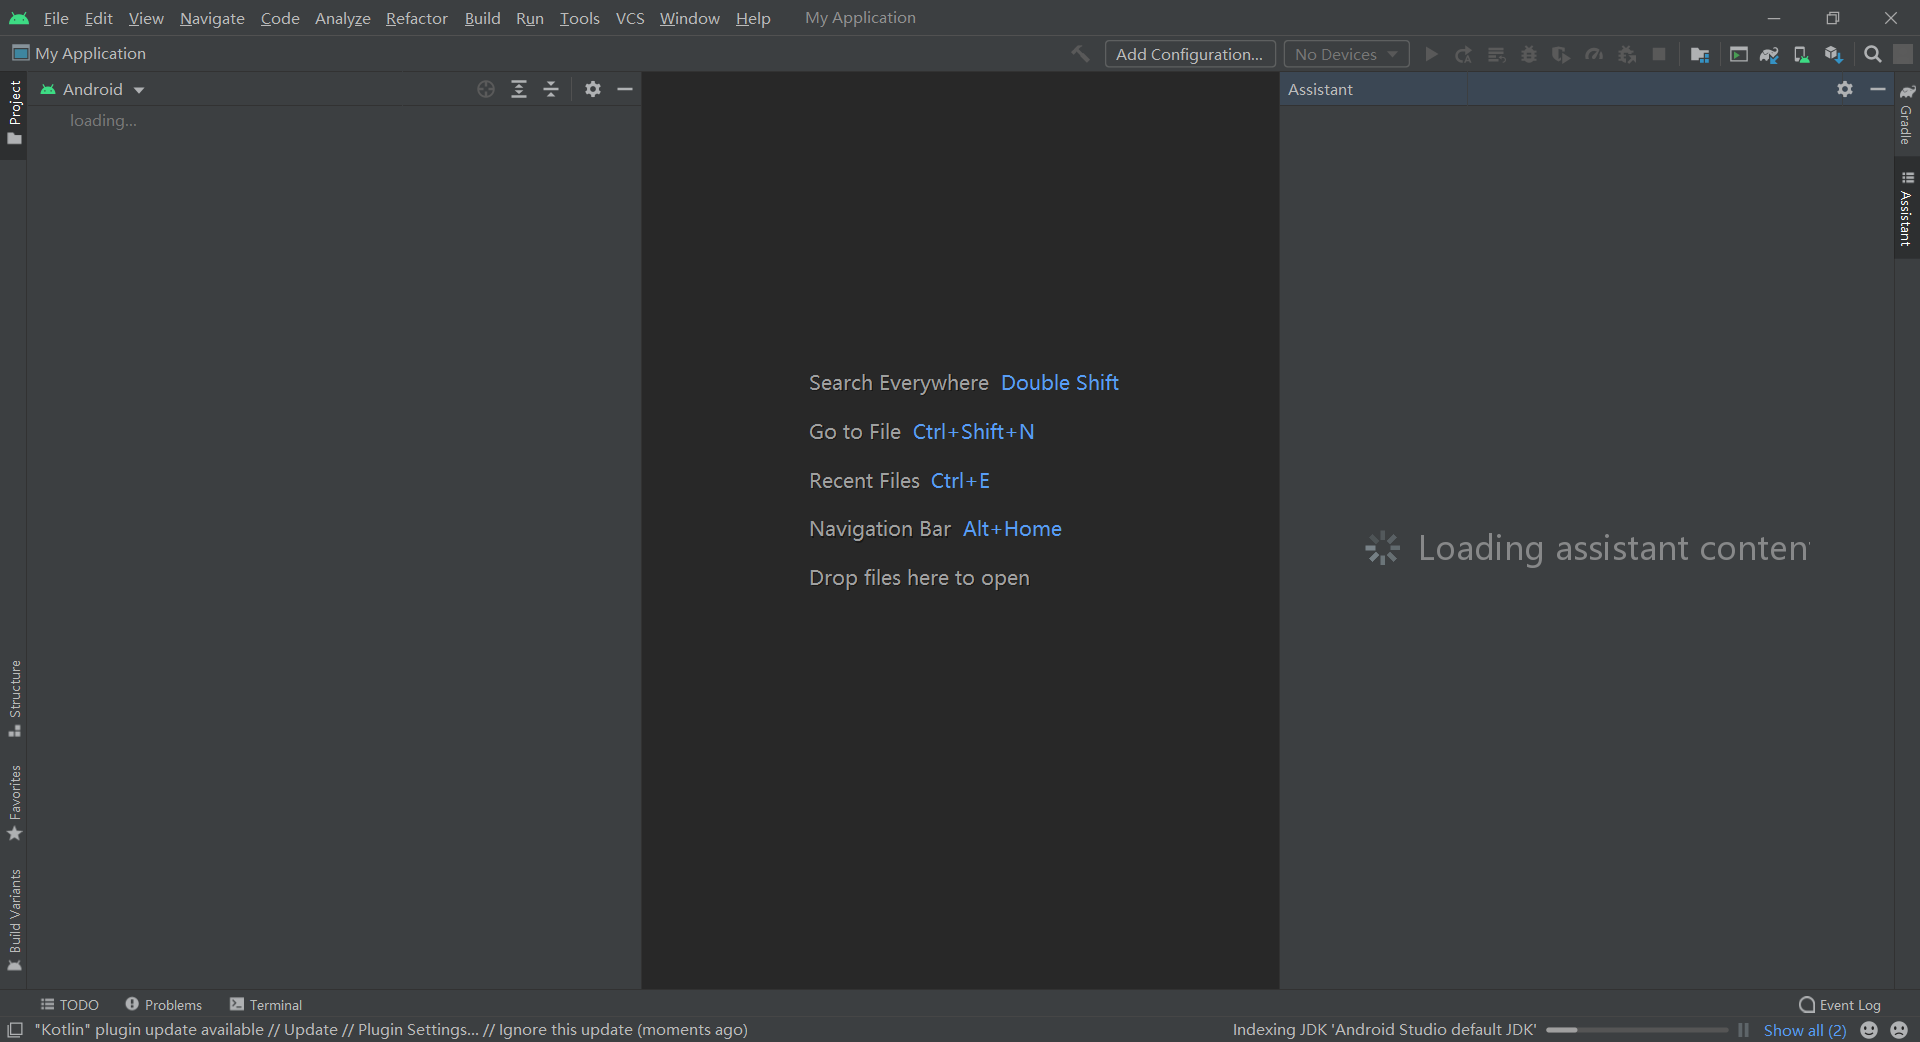 File Edit View Navigate Code Analyze Refactor Build Run Tools VCS Window Help My Application
My Application Add Configuration... No Devices
Project
Android
loading...
Structure
Favorites
Build Variants
Search Everywhere Double Shift
Go to File Ctrl+Shift+N
Recent Files Ctrl+E
Navigation Bar Alt+Home
Drop files here to open
Assistant
Loading assistant conten
Gradle
Assistant
TODO Problems Terminal Event Log
"Kotlin" plugin update available // Update // Plugin Settings... // Ignore this update (moments ago) Indexing JDK 'Android Studio default JDK' Show all (2)